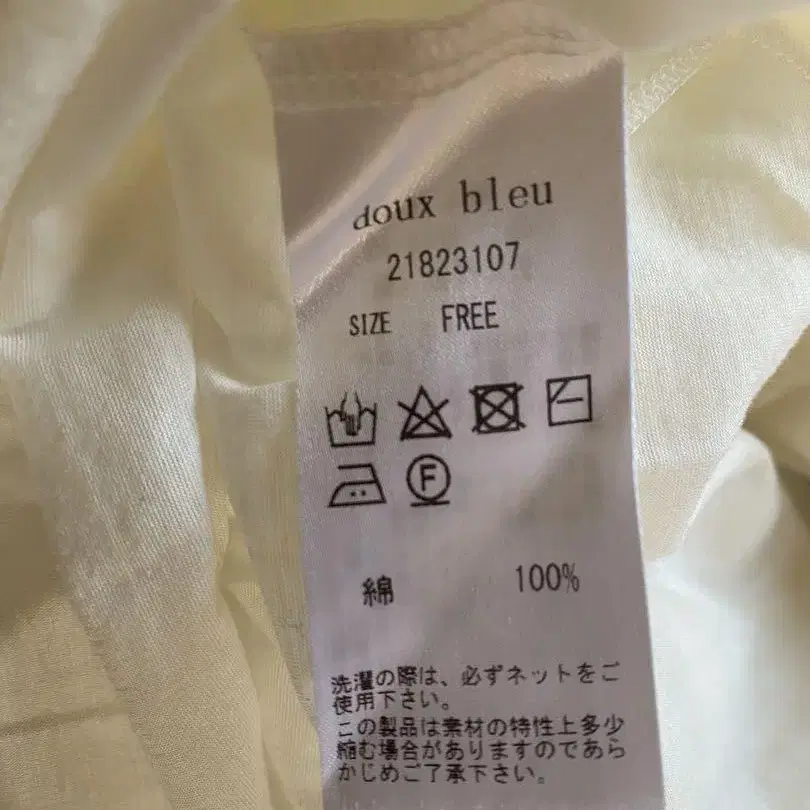 doux bleu
21823107
SIZE FREE
F
綿 100%
洗濯の際は、必ずネットをご
使用下さい。
この製品は素材の特性上多少
縮む場合がありますのであら
かじめご了承下さい。